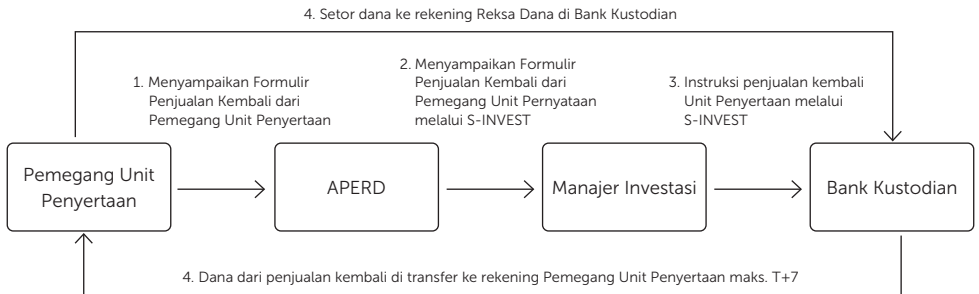 4. Setor dana ke rekening Reksa Dana di Bank Kustodian
1. Menyampaikan Formulir
Penjualan Kembali dari
Pemegang Unit Penyertaan
2. Menyampaikan Formulir
Penjualan Kembali dari
Pemegang Unit Pernyataan
melalui S-INVEST
3. Instruksi penjualan kembali
Unit Penyertaan melalui
S-INVEST
Pemegang Unit
Penyertaan
APERD
Manajer Investasi
Bank Kustodian
4. Dana dari penjualan kembali di transfer ke rekening Pemegang Unit Penyertaan maks. T+7